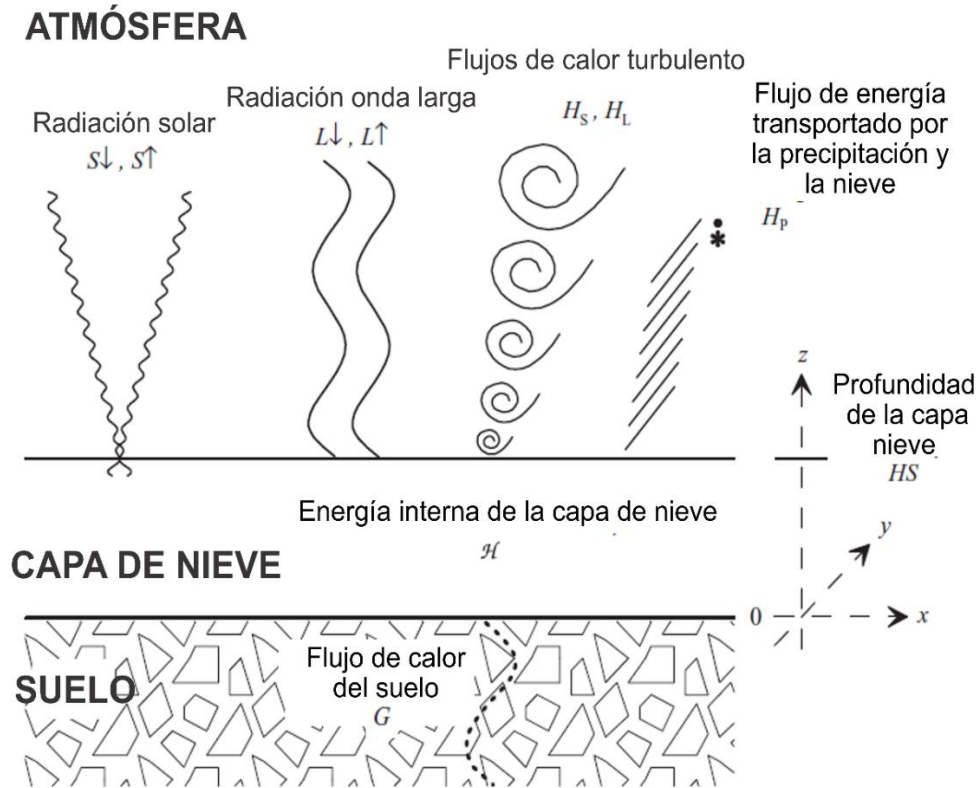 ATMÓSFERA
Flujos de calor turbulento
H_S , H_L
Radiación onda larga
L↓ , L↑
Radiación solar
S↓ , S↑
Flujo de energía
transportado por
la precipitación y
la nieve
H_P
z
Profundidad
de la capa
nieve
HS
Energía interna de la capa de nieve
ℋ
y
CAPA DE NIEVE
0
x
Flujo de calor
del suelo
G
SUELO